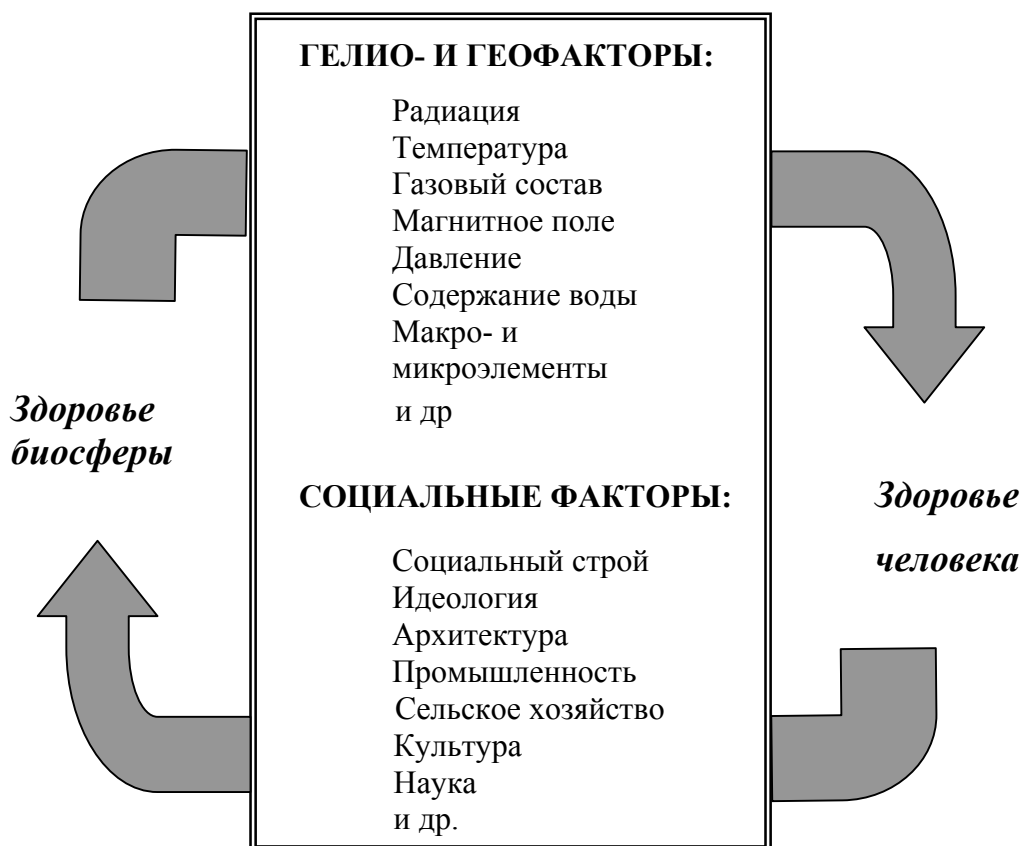 ГЕЛИО- И ГЕОФАКТОРЫ:
Радиация
Температура
Газовый состав
Магнитное поле
Давление
Содержание воды
Макро- и
микроэлементы
и др
Здоровье
биосферы
СОЦИАЛЬНЫЕ ФАКТОРЫ:
Социальный строй
Идеология
Архитектура
Промышленность
Сельское хозяйство
Культура
Наука
и др.
Здоровье
человека